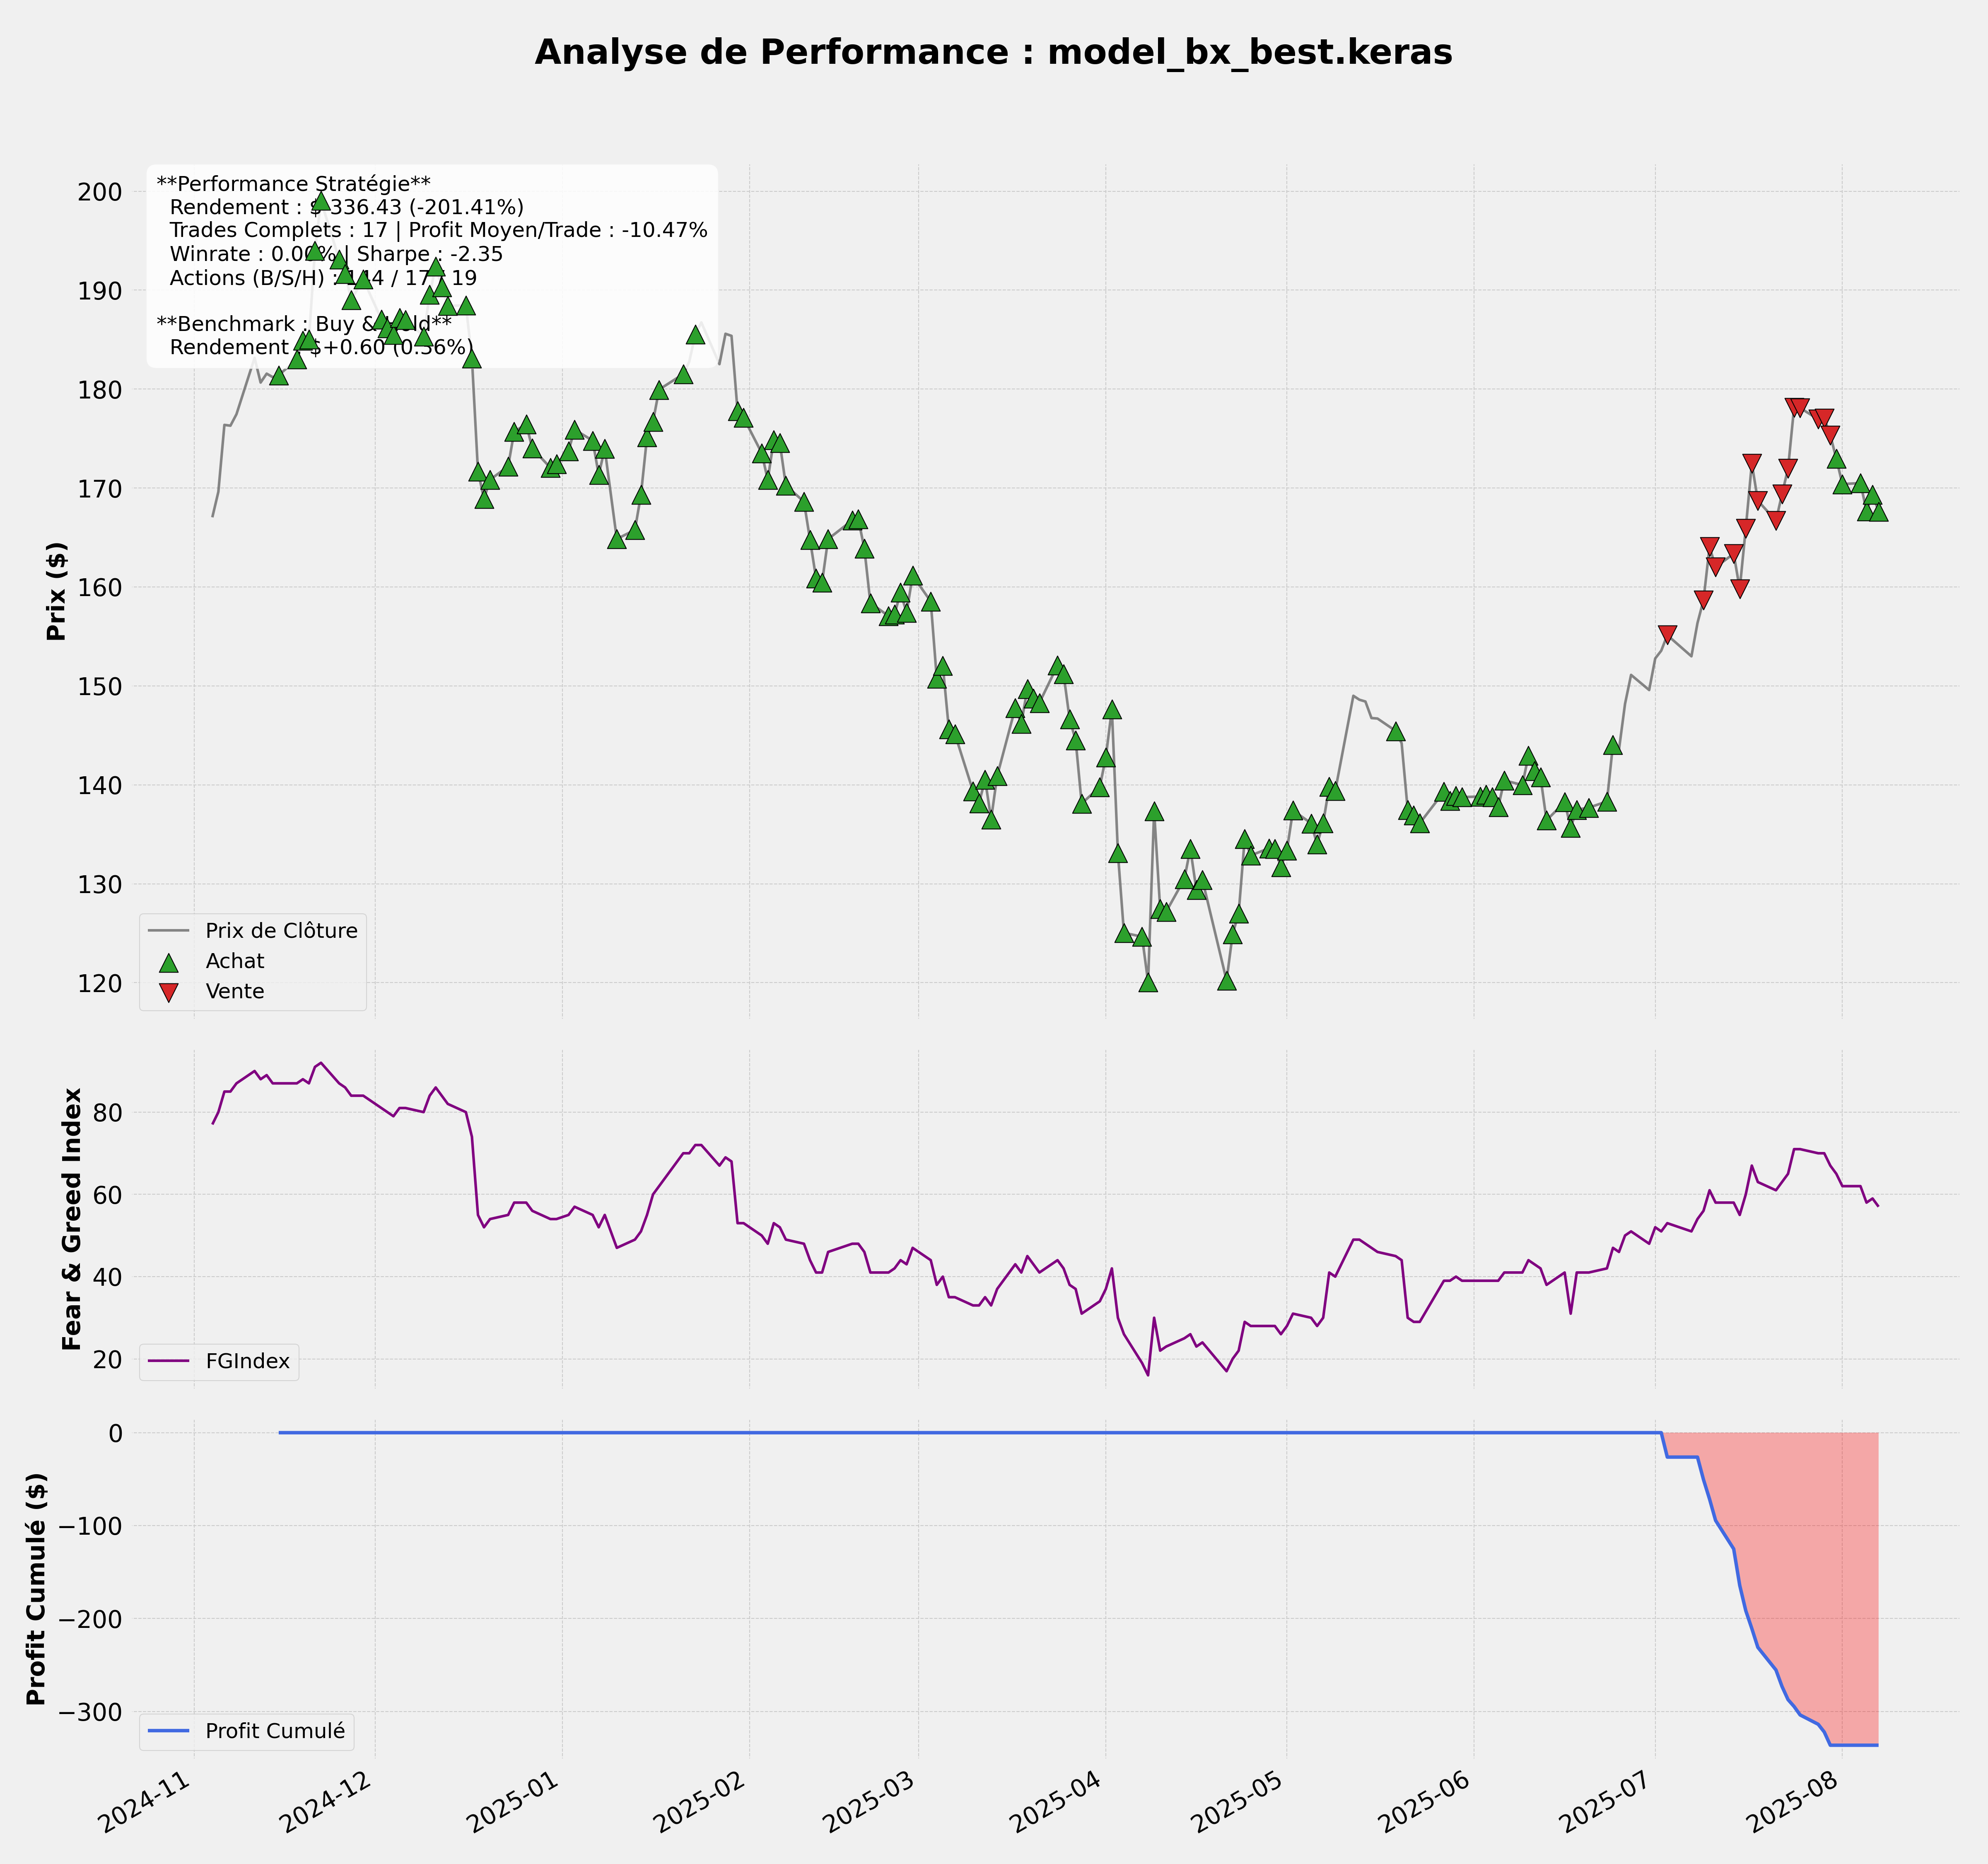 Analyse de Performance : model_bx_best.keras
**Performance Stratégie**
Rendement : $-336.43 (-201.41%)
Trades Complets : 17 | Profit Moyen/Trade : -10.47%
Winrate : 0.00% | Sharpe : -2.35
Actions (B/S/H) : 144 / 17 / 19
**Benchmark : Buy & Hold**
Rendement : $+0.60 (0.36%)
Prix ($)
200
190
180
170
160
150
140
130
120
Prix de Clôture
Achat
Vente
Fear & Greed Index
80
60
40
20
FGIndex
Profit Cumulé ($)
0
−100
−200
−300
Profit Cumulé
2024-11
2024-12
2025-01
2025-02
2025-03
2025-04
2025-05
2025-06
2025-07
2025-08